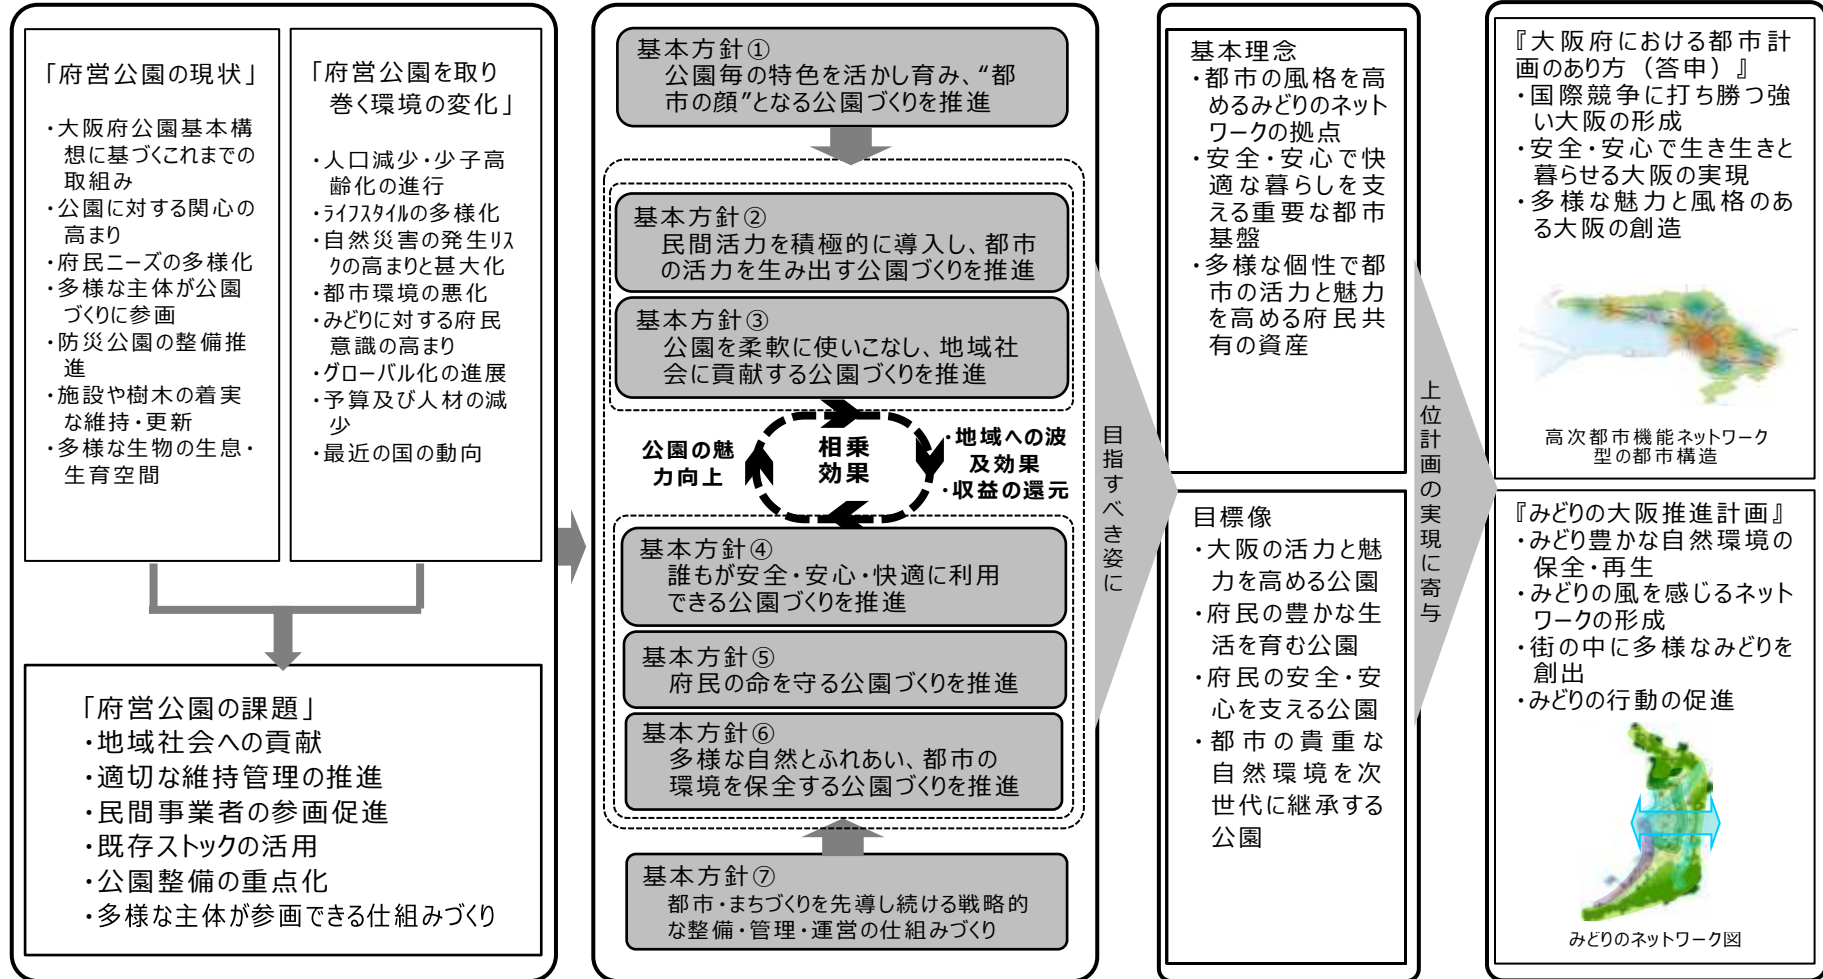 「府営公園の現状」
・大阪府公園基本構
想に基づくこれまでの
取組み
・公園に対する関心の
高まり
・府民ニーズの多様化
・多様な主体が公園
づくりに参画
・防災公園の整備推
進
・施設や樹木の着実
な維持・更新
・多様な生物の生息・
生育空間
「府営公園を取り
巻く環境の変化」
・人口減少・少子高
齢化の進行
・ライフスタイルの多様化
・自然災害の発生リス
クの高まりと甚大化
・都市環境の悪化
・みどりに対する府民
意識の高まり
・グローバル化の進展
・予算及び人材の減
少
・最近の国の動向
「府営公園の課題」
・地域社会への貢献
・適切な維持管理の推進
・民間事業者の参画促進
・既存ストックの活用
・公園整備の重点化
・多様な主体が参画できる仕組みづくり
基本方針①
公園毎の特色を活かし育み、“都
市の顔”となる公園づくりを推進
基本方針②
民間活力を積極的に導入し、都市
の活力を生み出す公園づくりを推進
基本方針③
公園を柔軟に使いこなし、地域社
会に貢献する公園づくりを推進
公園の魅
力向上
相乗
効果
・地域への波
及効果
・収益の還元
基本方針④
誰もが安全・安心・快適に利用
できる公園づくりを推進
基本方針⑤
府民の命を守る公園づくりを推進
基本方針⑥
多様な自然とふれあい、都市の
環境を保全する公園づくりを推進
基本方針⑦
都市・まちづくりを先導し続ける戦略的
な整備・管理・運営の仕組みづくり
目指すべき姿に
基本理念
・都市の風格を高
めるみどりのネット
ワークの拠点
・安全・安心で快
適な暮らしを支
える重要な都市
基盤
・多様な個性で都
市の活力と魅力
を高める府民共
有の資産
目標像
・大阪の活力と魅
力を高める公園
・府民の豊かな生
活を育む公園
・府民の安全・安
心を支える公園
・都市の貴重な
自然環境を次
世代に継承する
公園
上位計画の実現に寄与
『大阪府における都市計
画のあり方（答申）』
・国際競争に打ち勝つ強
い大阪の形成
・安全・安心で生き生きと
暮らせる大阪の実現
・多様な魅力と風格のあ
る大阪の創造
高次都市機能ネットワーク
型の都市構造
『みどりの大阪推進計画』
・みどり豊かな自然環境の
保全・再生
・みどりの風を感じるネット
ワークの形成
・街の中に多様なみどりを
創出
・みどりの行動の促進
みどりのネットワーク図